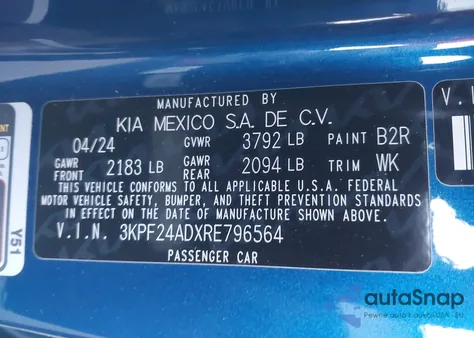 MANUFACTURED BY
KIA MEXICO S.A. DE C.V.
04/24 GVWR 3792 LB PAINT B2R
GAWR FRONT 2183 LB GAWR REAR 2094 LB TRIM WK
THIS VEHICLE CONFORMS TO ALL APPLICABLE U.S.A. FEDERAL
MOTOR VEHICLE SAFETY, BUMPER, AND THEFT PREVENTION STANDARDS
IN EFFECT ON THE DATE OF MANUFACTURE SHOWN ABOVE.
V.I.N. 3KPF24ADXRE796564
PASSENGER CAR
Y51
autoSnap